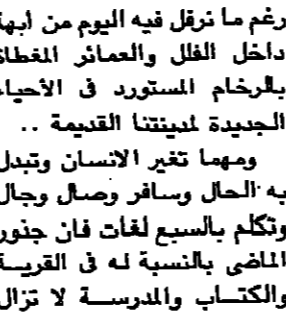 رغم ما نرفل فيه اليوم من أبهة
داخل الفلل والعمائر المغطاة
بالرخام المستورد فى الأحياء
الجديدة لمدينتنا القديمة ..
ومهما تغير الانسان وتبدل
به الحال وسافر وصال وجال
وتكلم بالسبع لغات فان جذور
الماضى بالنسبة له فى القرية
والكتاب والمدرسة لا تزال